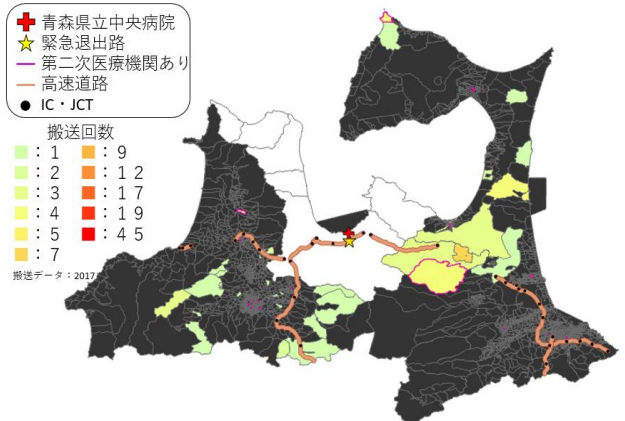 青森県立中央病院
緊急退出路
第二次医療機関あり
高速道路
IC・JCT
搬送回数
：1
：2
：3
：4
：5
：7
：9
：12
：17
：19
：45
搬送データ：2017